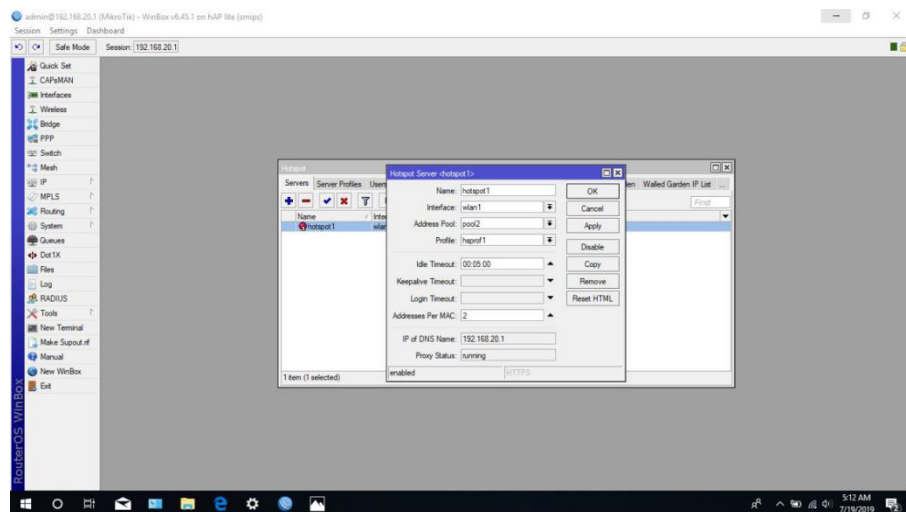 admin@192.168.20.1 (MikroTik) - WinBox v6.45.1 on hAP lite (smips)
Session Settings Dashboard
Safe Mode Session: 192.168.20.1
Quick Set
CAPsMAN
Interfaces
Wireless
Bridge
PPP
Switch
Mesh
IP
MPLS
Routing
System
Queues
Dot1X
Files
Log
RADIUS
Tools
New Terminal
Make Supout.rif
Manual
New WinBox
Exit
RouterOS WinBox
Hotspot
Servers Server Profiles Users Walled Garden IP List ...
Find
Name
hotspot1
1 item (1 selected)
Hotspot Server <hotspot1>
Name: hotspot1 OK
Interface: wlan1 Cancel
Address Pool: pool2 Apply
Profile: hsprof1
Disable
Idle Timeout: 00:05:00 Copy
Keepalive Timeout: Remove
Login Timeout: Reset HTML
Addresses Per MAC: 2
IP of DNS Name: 192.168.20.1
Proxy Status: running
enabled HTTPS
5:12 AM
7/19/2019